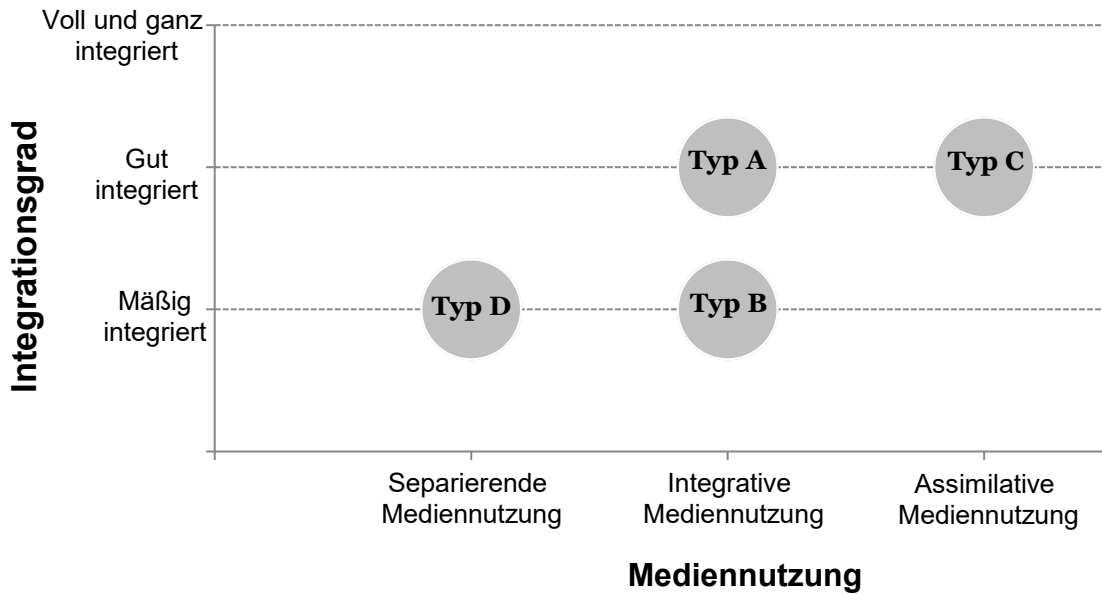 Voll und ganz
integriert
Gut
integriert
Mäßig
integriert
Integrationsgrad
Typ A
Typ C
Typ D
Typ B
Separierende
Mediennutzung
Integrative
Mediennutzung
Assimilative
Mediennutzung
Mediennutzung